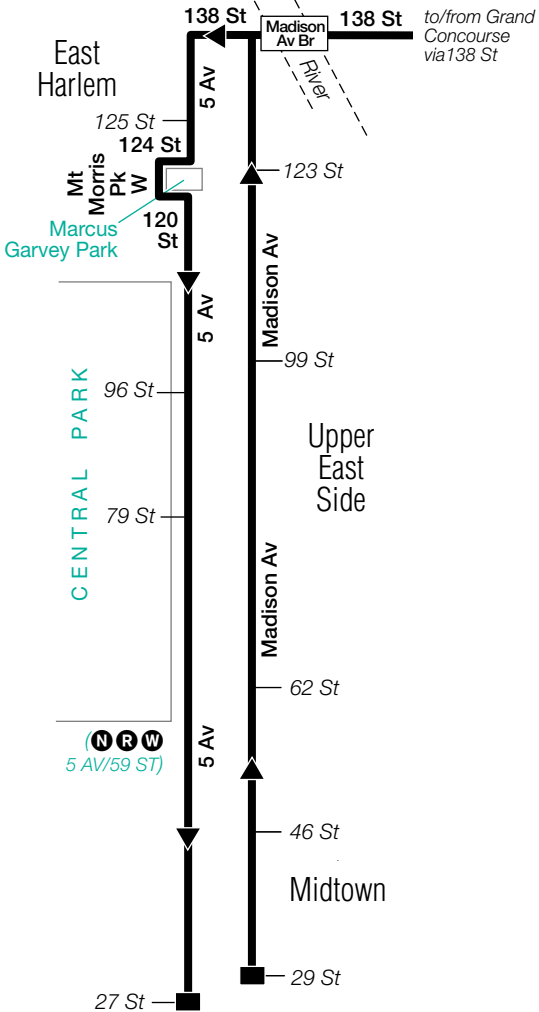 138 St
Madison
Av Br
138 St
to/from Grand
Concourse
via138 St
East
Harlem
5 Av
River
125 St
124 St
Mt
Morris
Pk
W
123 St
120
St
Marcus
Garvey Park
5 Av
Madison Av
99 St
96 St
CENTRAL PARK
Upper
East
Side
79 St
Madison Av
62 St
(N R W
5 AV/59 ST)
5 Av
46 St
Midtown
29 St
27 St